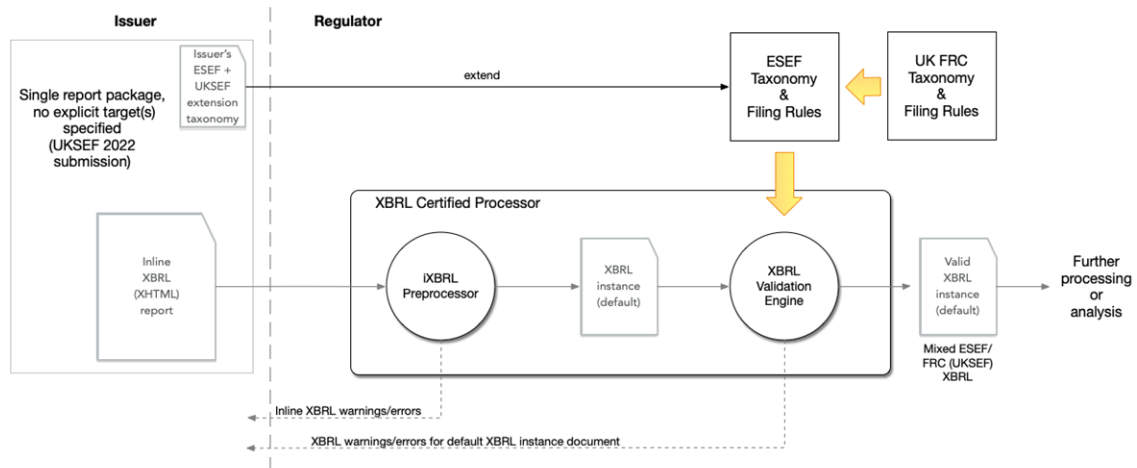 Issuer
Regulator
Issuer's
ESEF +
UKSEF
extension
taxonomy
Single report package,
no explicit target(s)
specified
(UKSEF 2022
submission)
extend
ESEF
Taxonomy
&
Filing Rules
UK FRC
Taxonomy
&
Filing Rules
XBRL Certified Processor
Inline
XBRL
(XHTML)
report
iXBRL
Preprocessor
XBRL
instance
(default)
XBRL
Validation
Engine
Valid
XBRL
instance
(default)
Further
processing
or
analysis
Mixed ESEF/
FRC (UKSEF)
XBRL
Inline XBRL warnings/errors
XBRL warnings/errors for default XBRL instance document